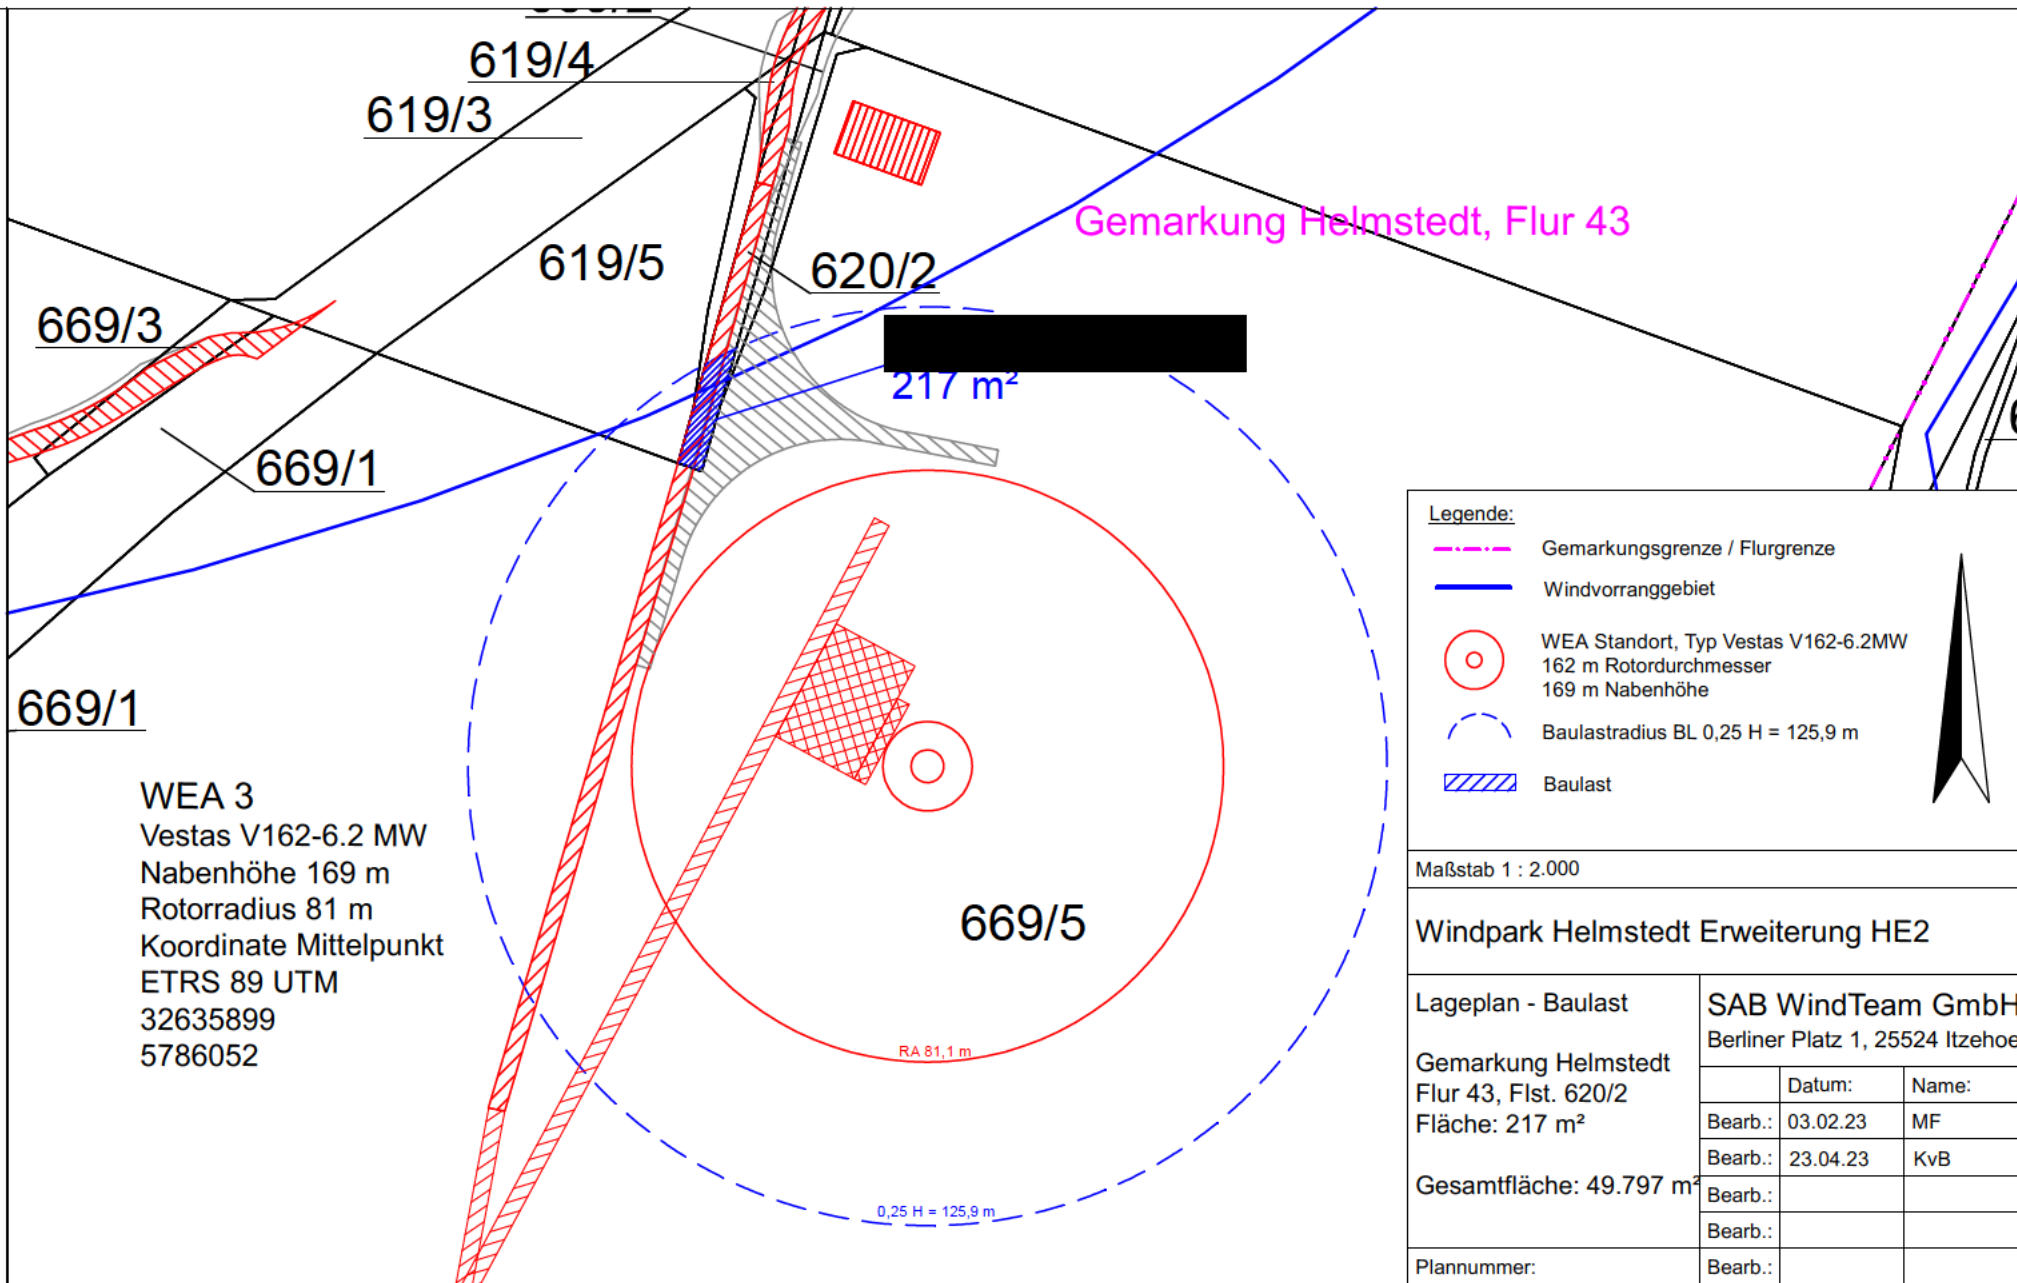 619/4
619/3
Gemarkung Helmstedt, Flur 43
619/5
620/2
669/3
217 m²
669/1
669/1
669/5
WEA 3
Vestas V162-6.2 MW
Nabenhöhe 169 m
Rotorradius 81 m
Koordinate Mittelpunkt
ETRS 89 UTM
32635899
5786052
RA 81,1 m
0,25 H = 125,9 m
Legende:
Gemarkungsgrenze / Flurgrenze
Windvorranggebiet
WEA Standort, Typ Vestas V162-6.2MW
162 m Rotordurchmesser
169 m Nabenhöhe
Baulastradius BL 0,25 H = 125,9 m
Baulast
Maßstab 1 : 2.000
Windpark Helmstedt Erweiterung HE2
Lageplan - Baulast
Gemarkung Helmstedt
Flur 43, Flst. 620/2
Fläche: 217 m²
Gesamtfläche: 49.797 m²
Plannummer:
SAB WindTeam GmbH
Berliner Platz 1, 25524 Itzehoe
Datum: Name:
Bearb.: 03.02.23 MF
Bearb.: 23.04.23 KvB
Bearb.:
Bearb.:
Bearb.: